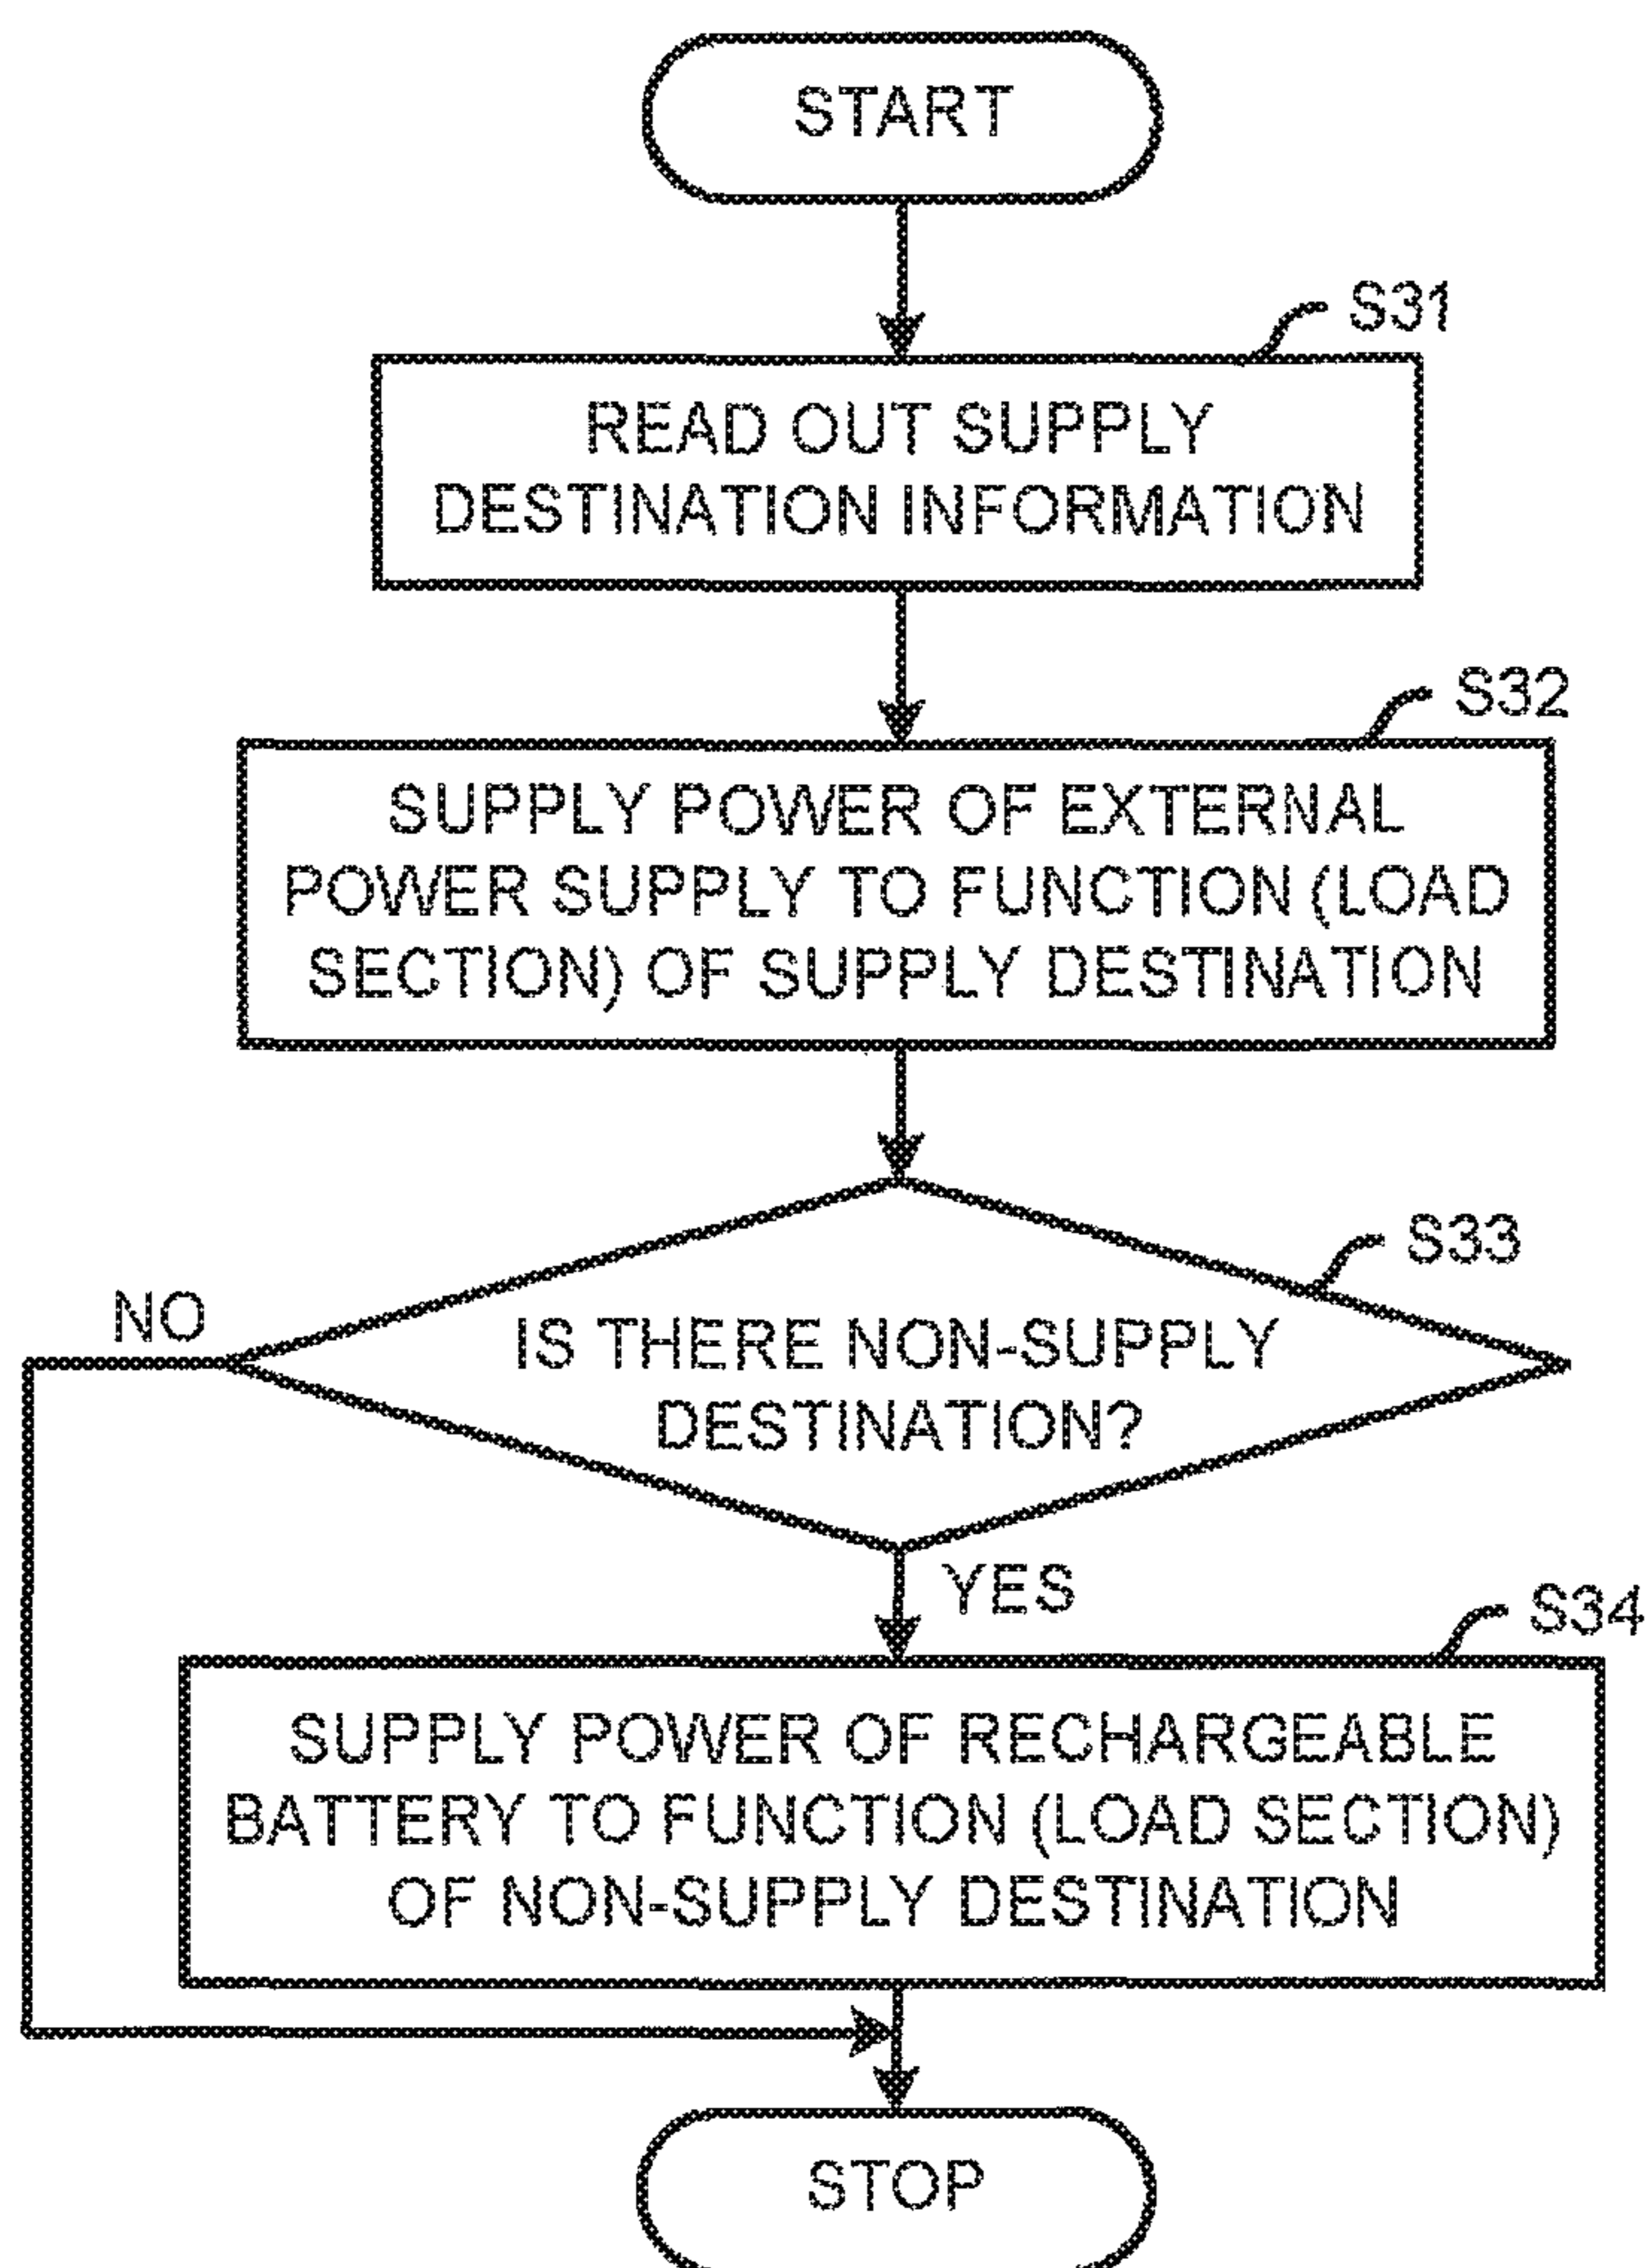 START
S31
READ OUT SUPPLY
DESTINATION INFORMATION
S32
SUPPLY POWER OF EXTERNAL
POWER SUPPLY TO FUNCTION (LOAD
SECTION) OF SUPPLY DESTINATION
S33
NO
IS THERE NON-SUPPLY
DESTINATION?
YES
S34
SUPPLY POWER OF RECHARGEABLE
BATTERY TO FUNCTION (LOAD SECTION)
OF NON-SUPPLY DESTINATION
STOP